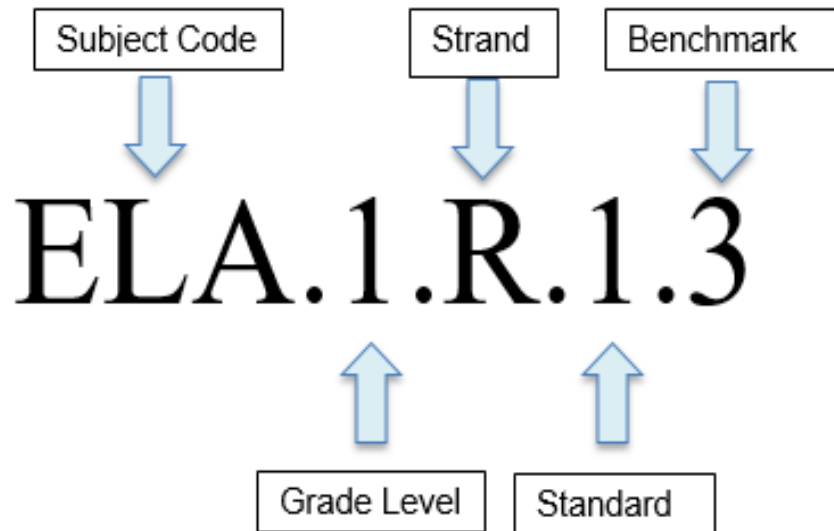 Subject Code
Strand
Benchmark
ELA.1.R.1.3
Grade Level
Standard